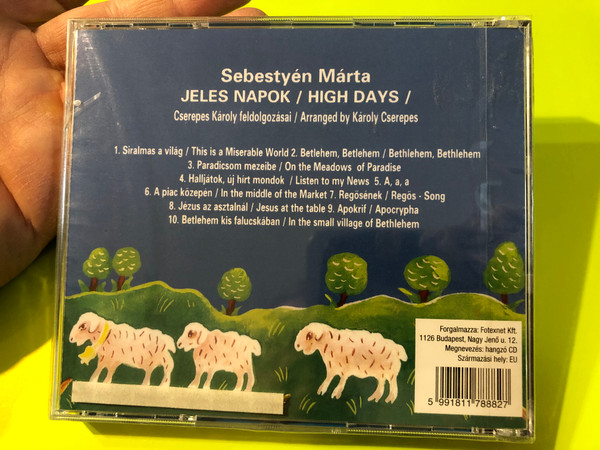 Sebestyén Márta
JELES NAPOK / HIGH DAYS /
Cserepes Károly feldolgozásai / Arranged by Károly Cserepes
1. Siralmas a világ / This is a Miserable World 2. Betlehem, Betlehem / Bethlehem, Bethlehem
3. Paradicsom mezeibe / On the Meadows of Paradise
4. Halljátok, új hírt mondok / Listen to my News 5. A, a, a
6. A piac közepén / In the middle of the Market 7. Regösének / Regös - Song
8. Jézus az asztalnál / Jesus at the table 9. Apokrif / Apocrypha
10. Betlehem kis falucskában / In the small village of Bethlehem
Forgalmazza: Fotexnet Kft.
1126 Budapest, Nagy Jenő u. 12.
Megnevezés: hangzó CD
Származási hely: EU
5 991811 788827